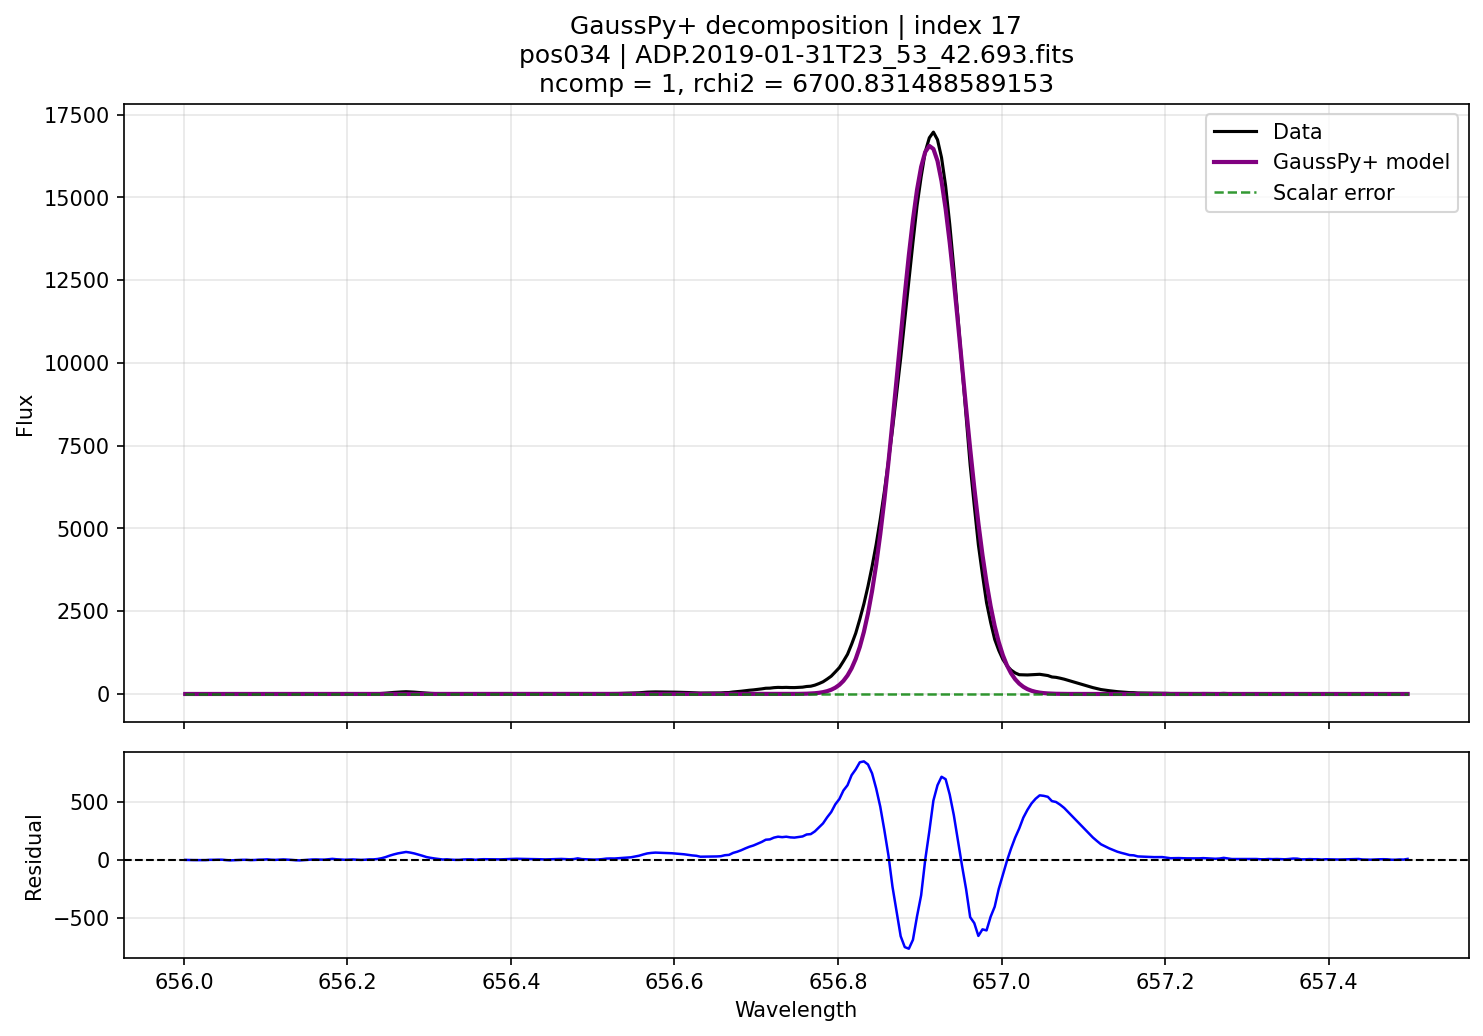 GaussPy+ decomposition | index 17
pos034 | ADP.2019-01-31T23_53_42.693.fits
ncomp = 1, rchi2 = 6700.831488589153
17500
15000
12500
10000
7500
5000
2500
0
Flux
Data
GaussPy+ model
Scalar error
500
0
−500
Residual
656.0
656.2
656.4
656.6
656.8
657.0
657.2
657.4
Wavelength